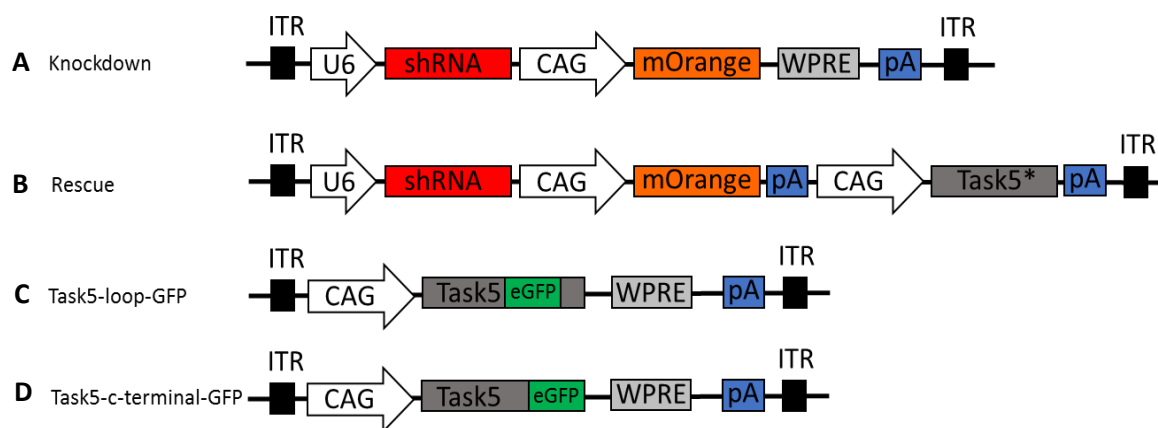 ITR ITR
A Knockdown U6 shRNA CAG mOrange WPRE pA
ITR ITR
B Rescue U6 shRNA CAG mOrange pA CAG Task5* pA
ITR ITR
C Task5-loop-GFP CAG Task5 eGFP WPRE pA
ITR ITR
D Task5-c-terminal-GFP CAG Task5 eGFP WPRE pA